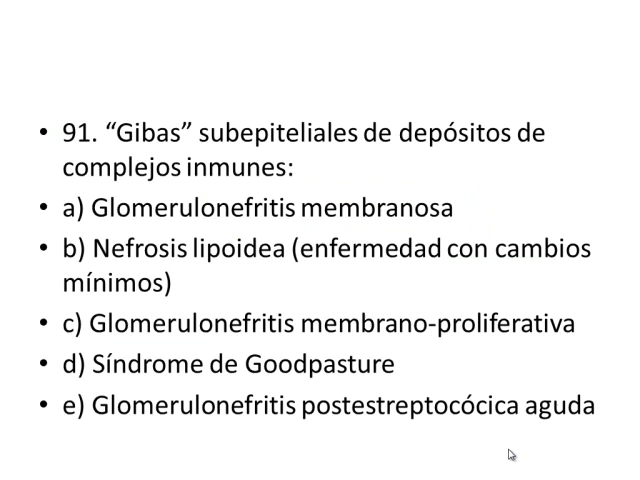 • 91. “Gibas” subepiteliales de depósitos de
complejos inmunes:
• a) Glomerulonefritis membranosa
• b) Nefrosis lipoidea (enfermedad con cambios
mínimos)
• c) Glomerulonefritis membrano-proliferativa
• d) Síndrome de Goodpasture
• e) Glomerulonefritis postestreptocócica aguda